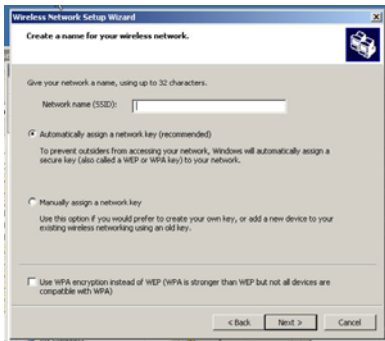 Wireless Network Setup Wizard
Create a name for your wireless network.
Give your network a name, using up to 32 characters.
Network name (SSID):
Automatically assign a network key (recommended)
To prevent outsiders from accessing your network, Windows will automatically assign a
secure key (also called a WEP or WPA key) to your network.
Manually assign a network key
Use this option if you would prefer to create your own key, or add a new device to your
existing wireless networking using an old key.
Use WPA encryption instead of WEP (WPA is stronger than WEP but not all devices are
compatible with WPA)
< Back
Next >
Cancel